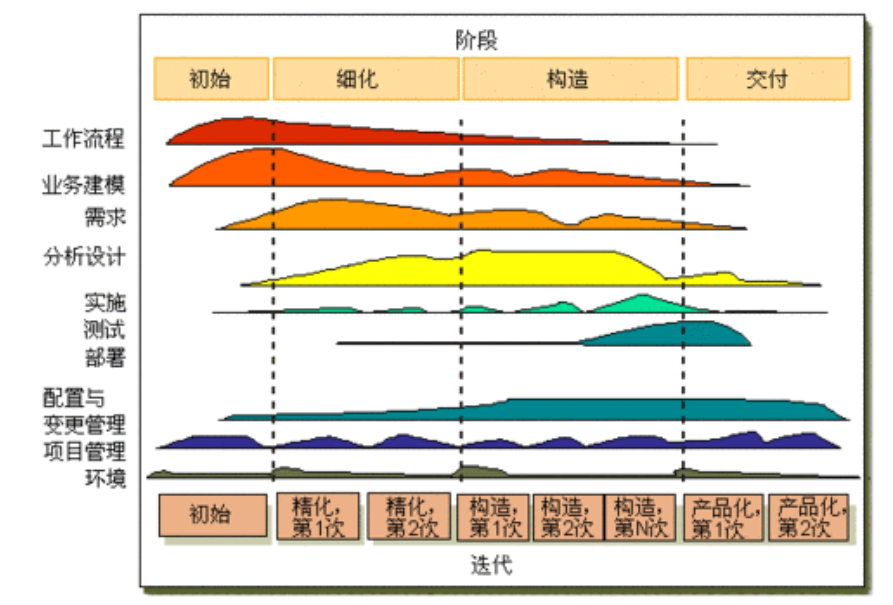 阶段
初始 细化 构造 交付
工作流程
业务建模
需求
分析设计
实施
测试
部署
配置与
变更管理
项目管理
环境
初始
精化，
第1次
精化，
第2次
构造，
第1次
构造，
第2次
构造，
第N次
产品化，
第1次
产品化，
第2次
迭代